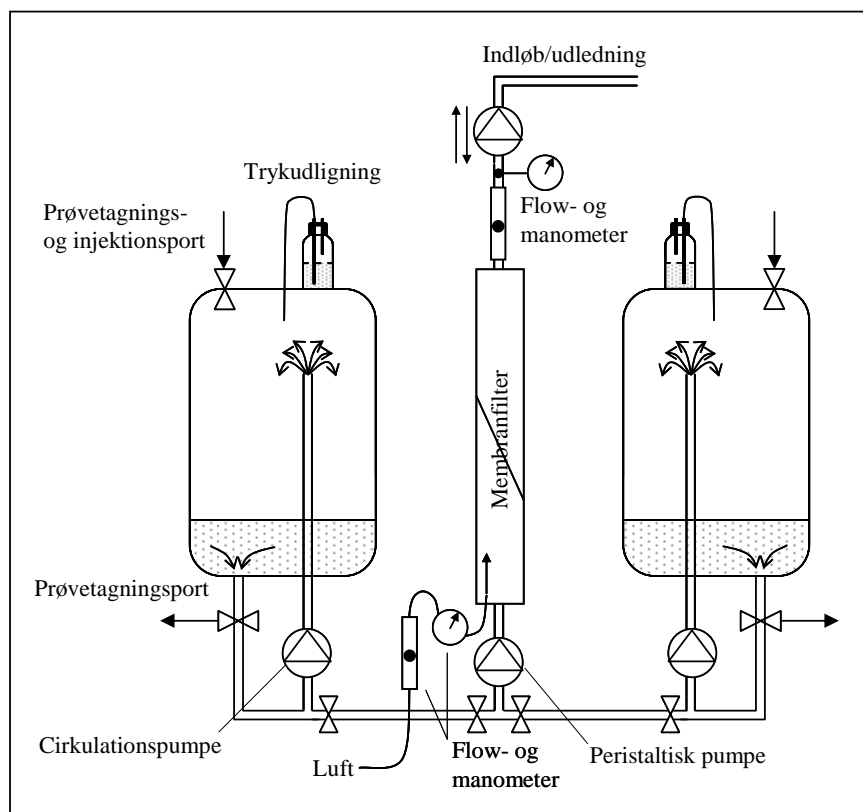 Indløb/udledning
Trykudligning
Prøvetagnings-
og injektionsport
Flow- og
manometer
Membranfilter
Prøvetagningsport
Cirkulationspumpe
Luft
Flow- og
manometer
Peristaltisk pumpe